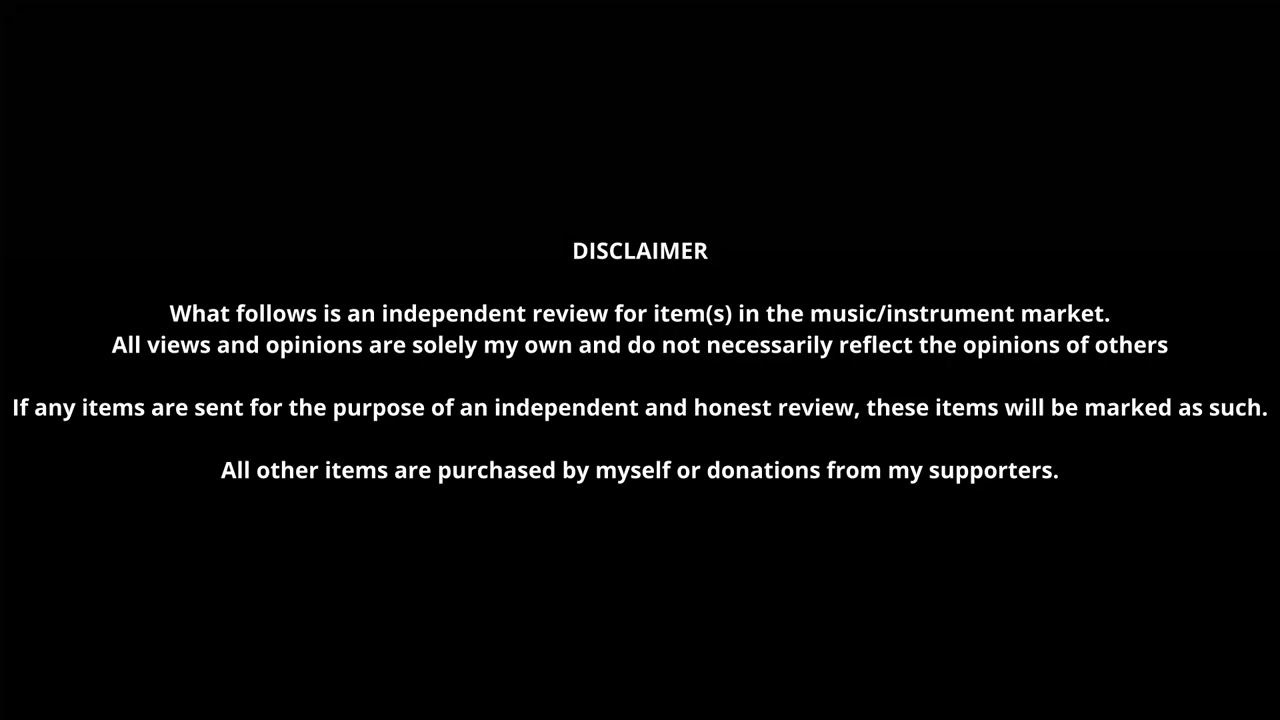 DISCLAIMER
What follows is an independent review for item(s) in the music/instrument market.
All views and opinions are solely my own and do not necessarily reflect the opinions of others
If any items are sent for the purpose of an independent and honest review, these items will be marked as such.
All other items are purchased by myself or donations from my supporters.